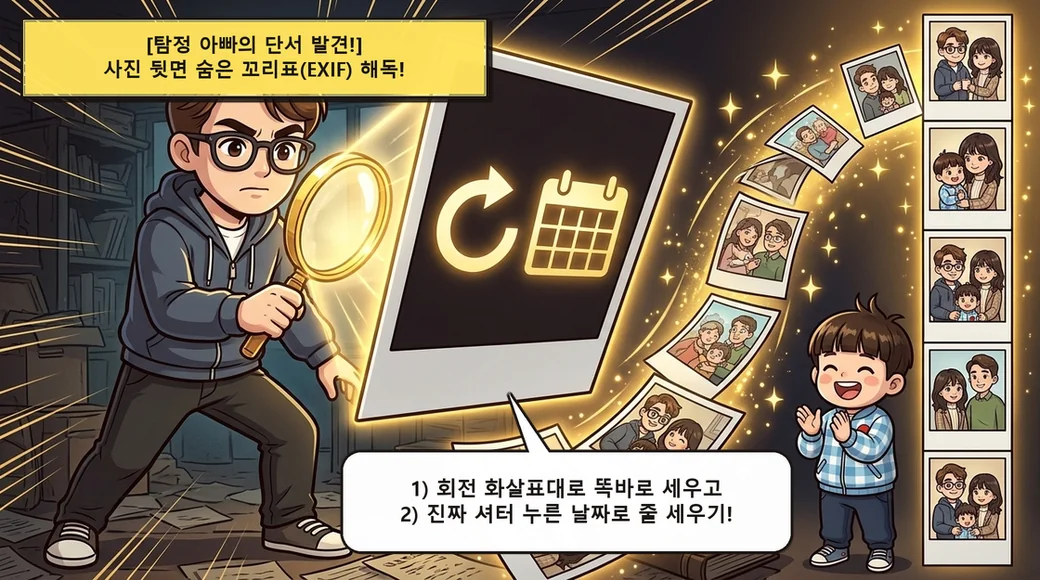 [탐정 아빠의 단서 발견!]
사진 뒷면 숨은 꼬리표(EXIF) 해독!
1) 회전 화살표대로 똑바로 세우고
2) 진짜 셔터 누른 날짜로 줄 세우기!